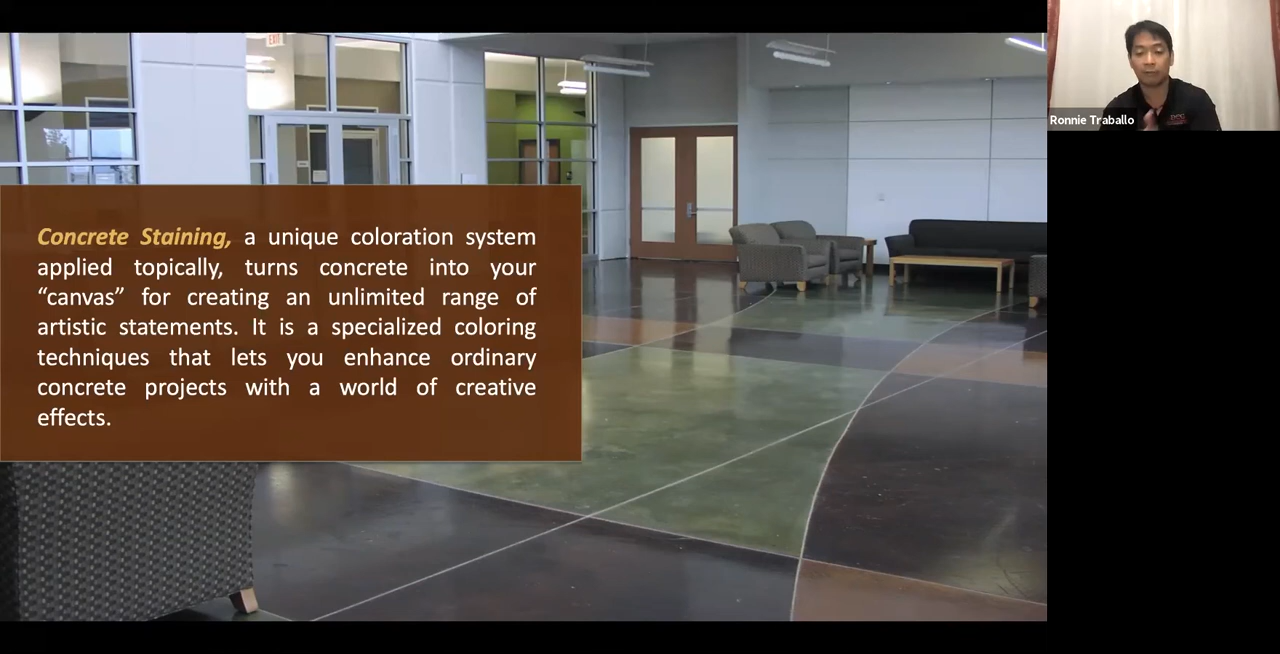 EXIT
Ronnie Traballo
Concrete Staining, a unique coloration system
applied topically, turns concrete into your
“canvas” for creating an unlimited range of
artistic statements. It is a specialized coloring
techniques that lets you enhance ordinary
concrete projects with a world of creative
effects.